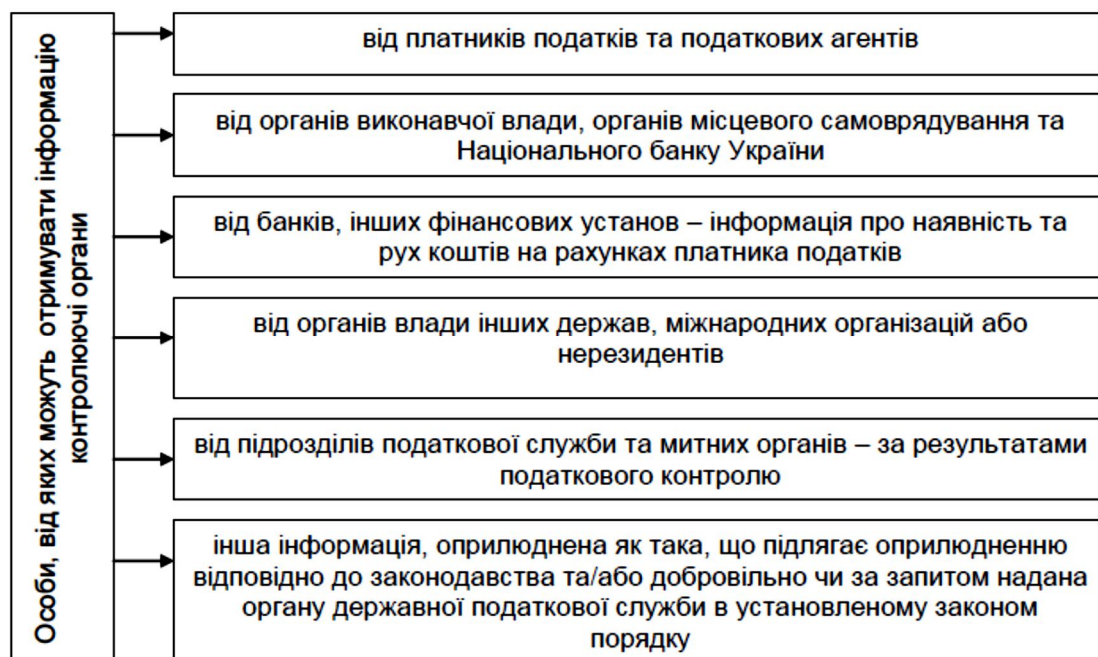 Особи, від яких можуть отримувати інформацію
контролюючі органи
від платників податків та податкових агентів
від органів виконавчої влади, органів місцевого самоврядування та
Національного банку України
від банків, інших фінансових установ – інформація про наявність та
рух коштів на рахунках платника податків
від органів влади інших держав, міжнародних організацій або
нерезидентів
від підрозділів податкової служби та митних органів – за результатами
податкового контролю
інша інформація, оприлюднена як така, що підлягає оприлюдненню
відповідно до законодавства та/або добровільно чи за запитом надана
органу державної податкової служби в установленому законом
порядку